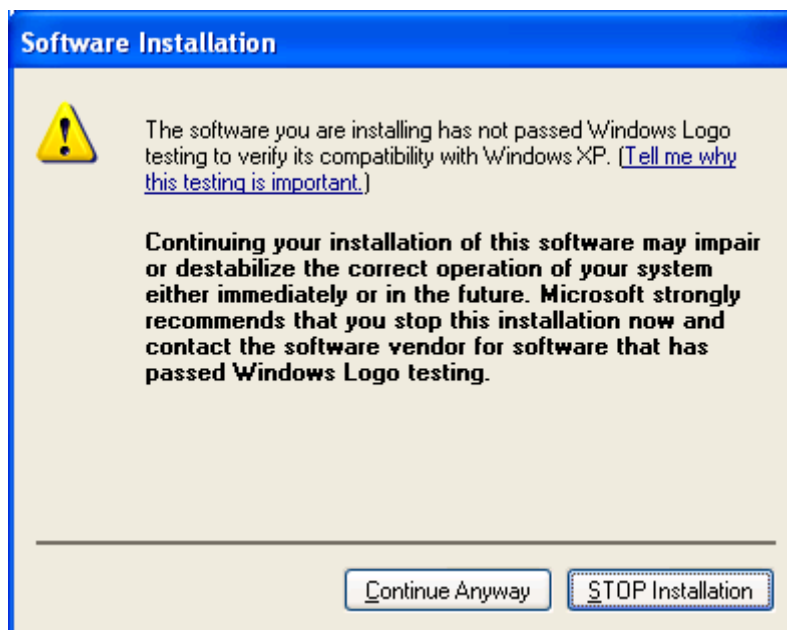 Software Installation
The software you are installing has not passed Windows Logo
testing to verify its compatibility with Windows XP. (Tell me why
this testing is important.)
Continuing your installation of this software may impair
or destabilize the correct operation of your system
either immediately or in the future. Microsoft strongly
recommends that you stop this installation now and
contact the software vendor for software that has
passed Windows Logo testing.
Continue Anyway
STOP Installation